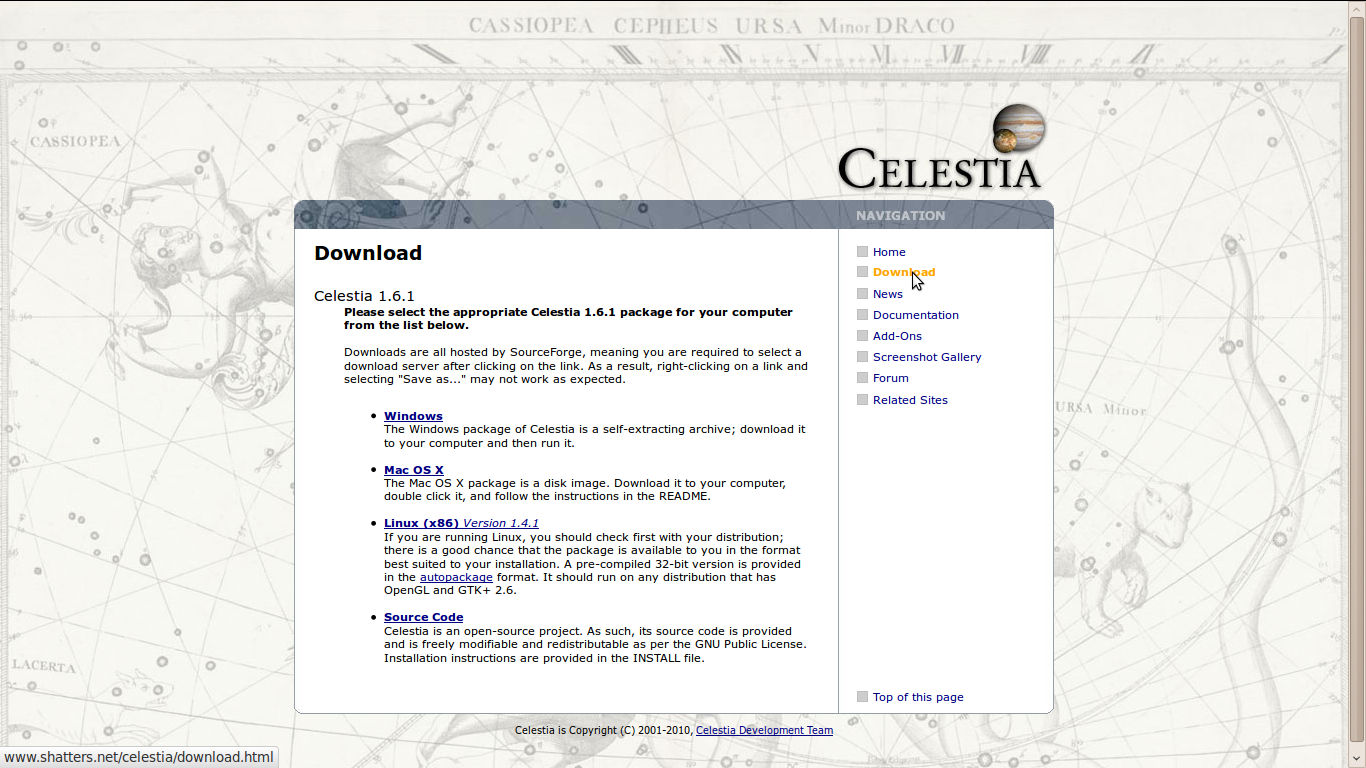 CASSIOPEA CEPHEUS URSA Minor DRACO
CASSIOPEA
CELESTIA
NAVIGATION
Download
Home
Download
News
Documentation
Add-Ons
Screenshot Gallery
Forum
Related Sites
Celestia 1.6.1
Please select the appropriate Celestia 1.6.1 package for your computer
from the list below.
Downloads are all hosted by SourceForge, meaning you are required to select a
download server after clicking on the link. As a result, right-clicking on a link and
selecting "Save as..." may not work as expected.
• Windows
The Windows package of Celestia is a self-extracting archive; download it
to your computer and then run it.
• Mac OS X
The Mac OS X package is a disk image. Download it to your computer,
double click it, and follow the instructions in the README.
• Linux (x86) Version 1.4.1
If you are running Linux, you should check first with your distribution;
there is a good chance that the package is available to you in the format
best suited to your installation. A pre-compiled 32-bit version is provided
in the autopackage format. It should run on any distribution that has
OpenGL and GTK+ 2.6.
• Source Code
Celestia is an open-source project. As such, its source code is provided
and is freely modifiable and redistributable as per the GNU Public License.
Installation instructions are provided in the INSTALL file.
Top of this page
URSA Minor
LACERTA
Celestia is Copyright (C) 2001-2010, Celestia Development Team
www.shatters.net/celestia/download.html